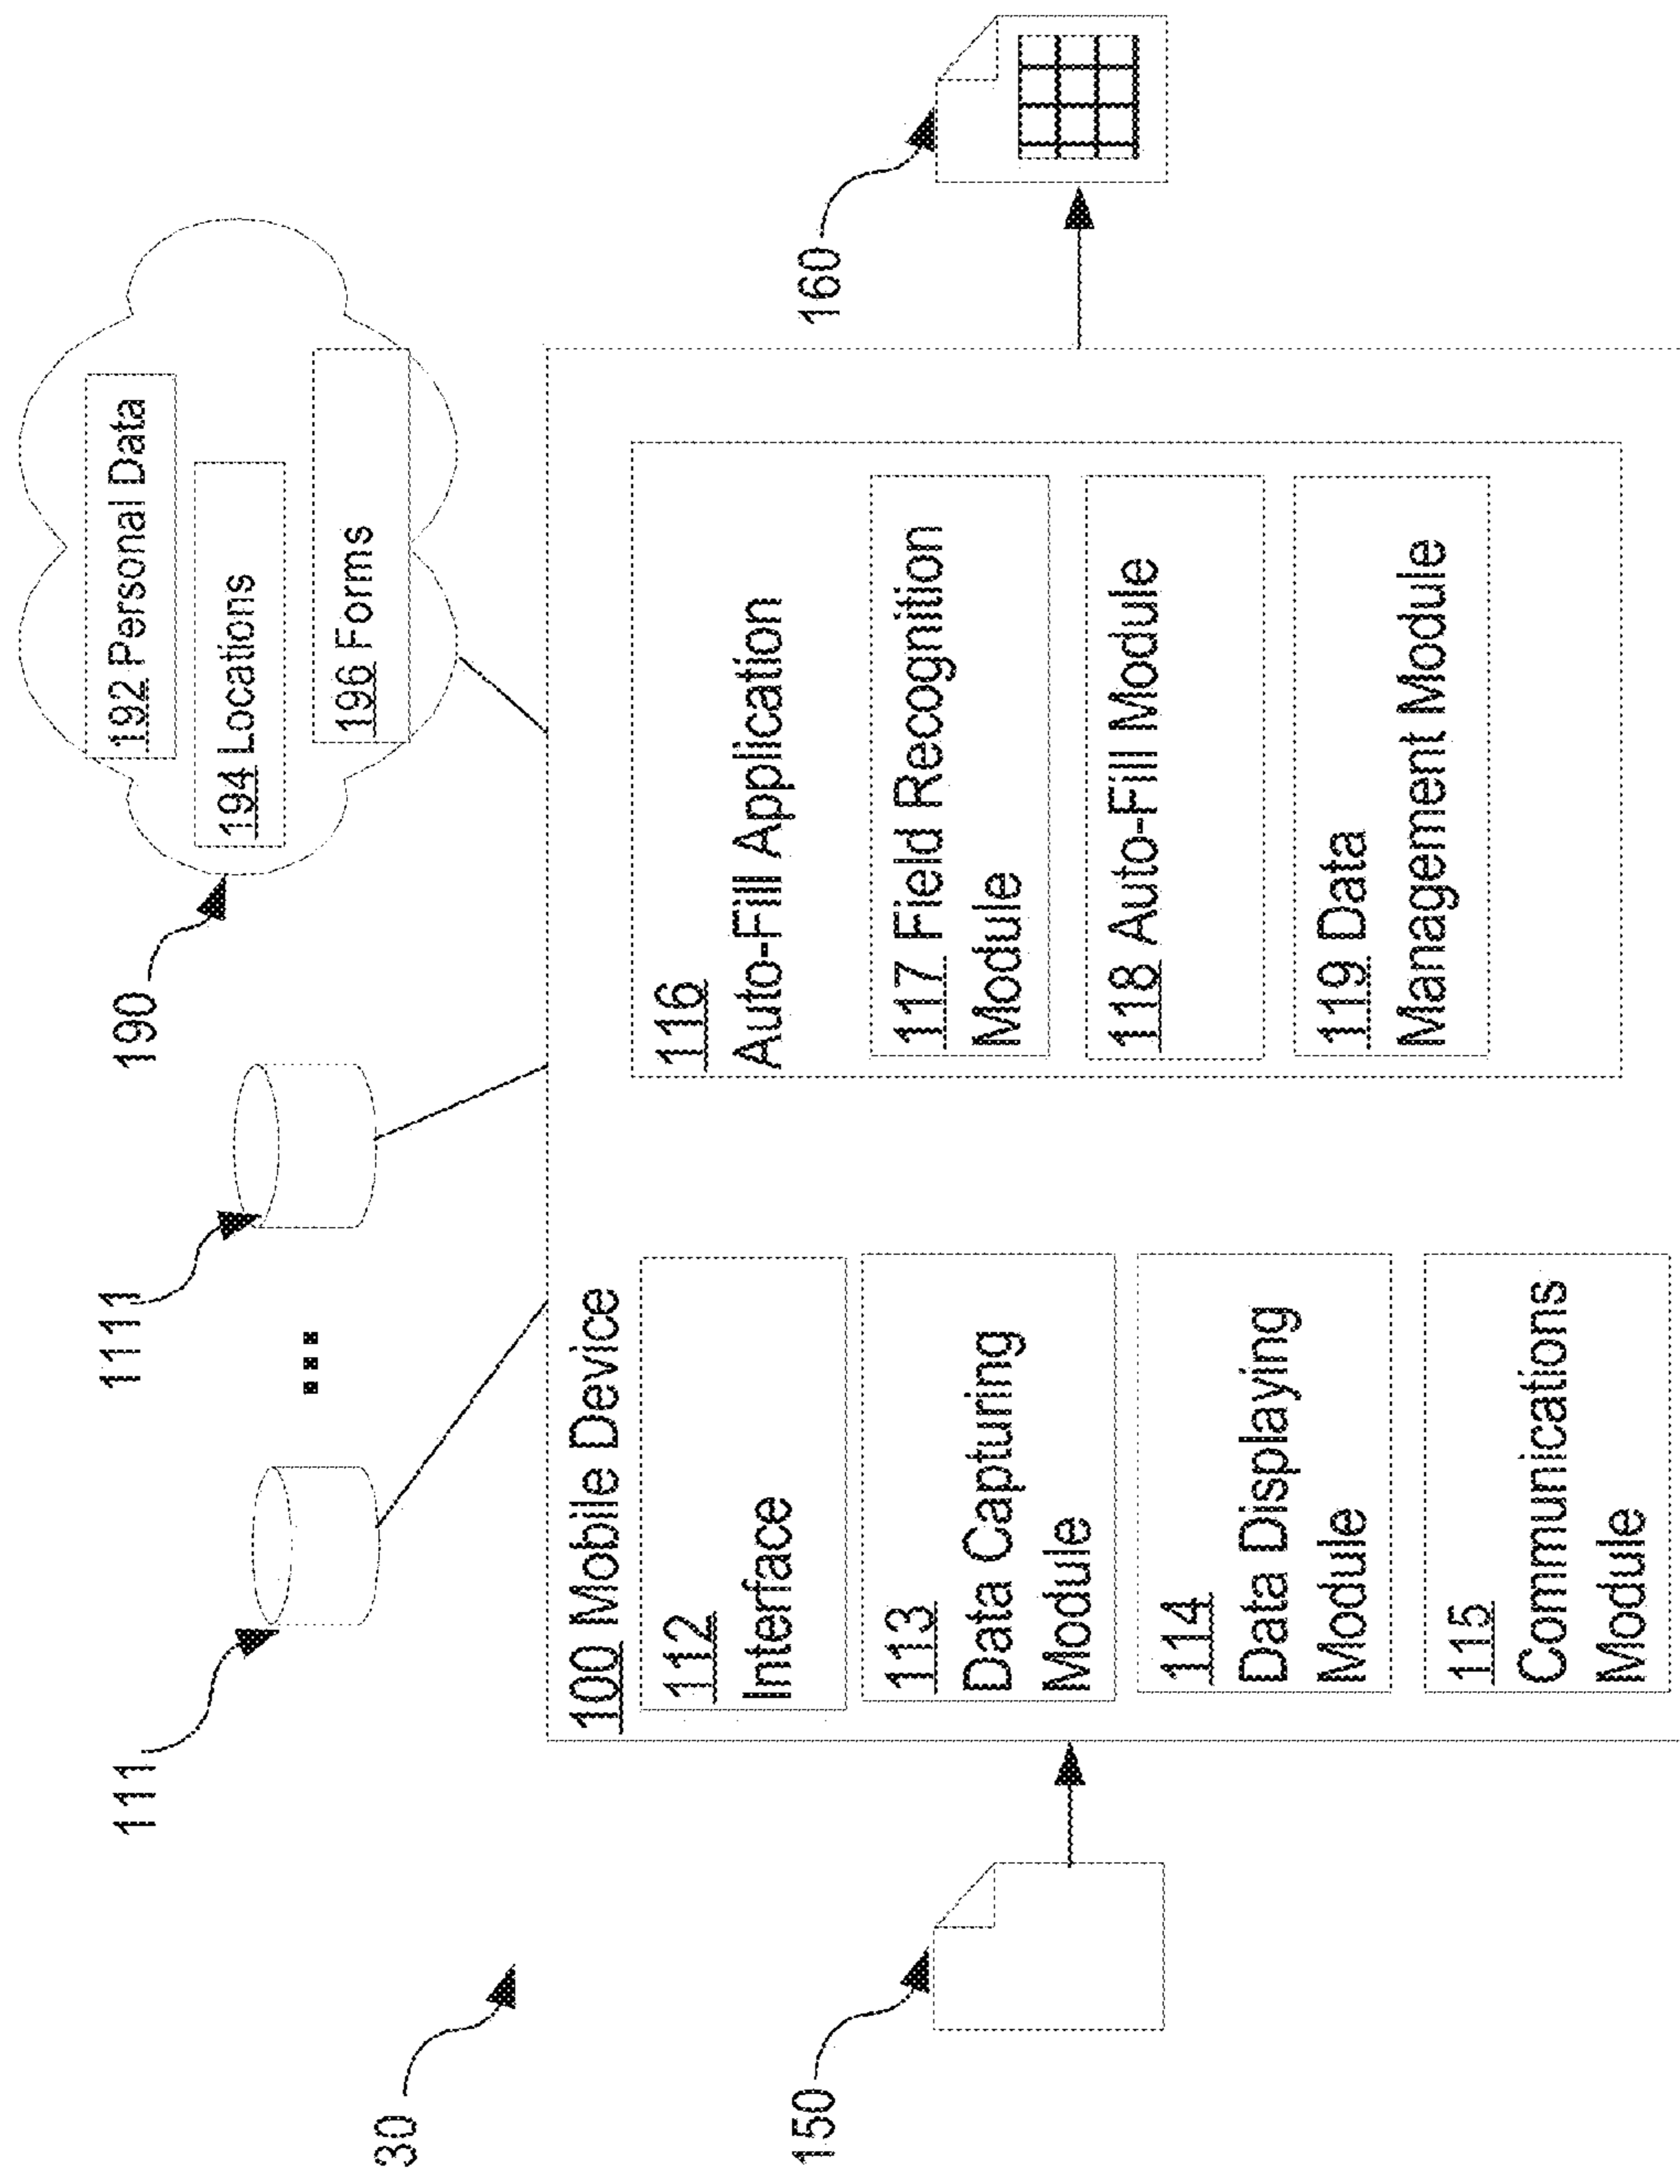 30
111
...
1111
190
192 Personal Data
194 Locations
196 Forms
100 Mobile Device
112
Interface
113
Data Capturing
Module
114
Data Displaying
Module
115
Communications
Module
116
Auto-Fill Application
117 Field Recognition
Module
118 Auto-Fill Module
119 Data
Management Module
150
160